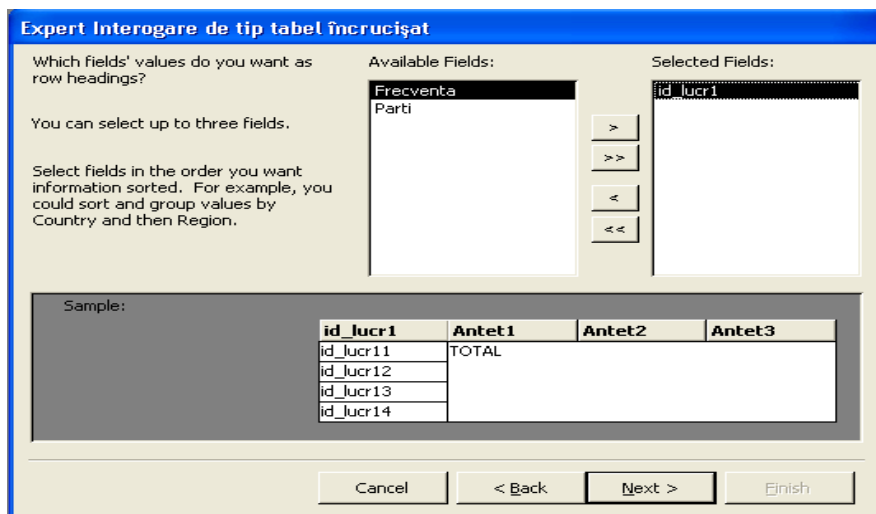 Expert Interogare de tip tabel încrucişat
Which fields' values do you want as
row headings?
You can select up to three fields.
Select fields in the order you want
information sorted. For example, you
could sort and group values by
Country and then Region.
Available Fields:
Frecventa
Parti
>
>>
<
<<
Selected Fields:
id_lucr1
Sample:
id_lucr1 Antet1 Antet2 Antet3
id_lucr11 TOTAL
id_lucr12
id_lucr13
id_lucr14
Cancel < Back Next > Finish